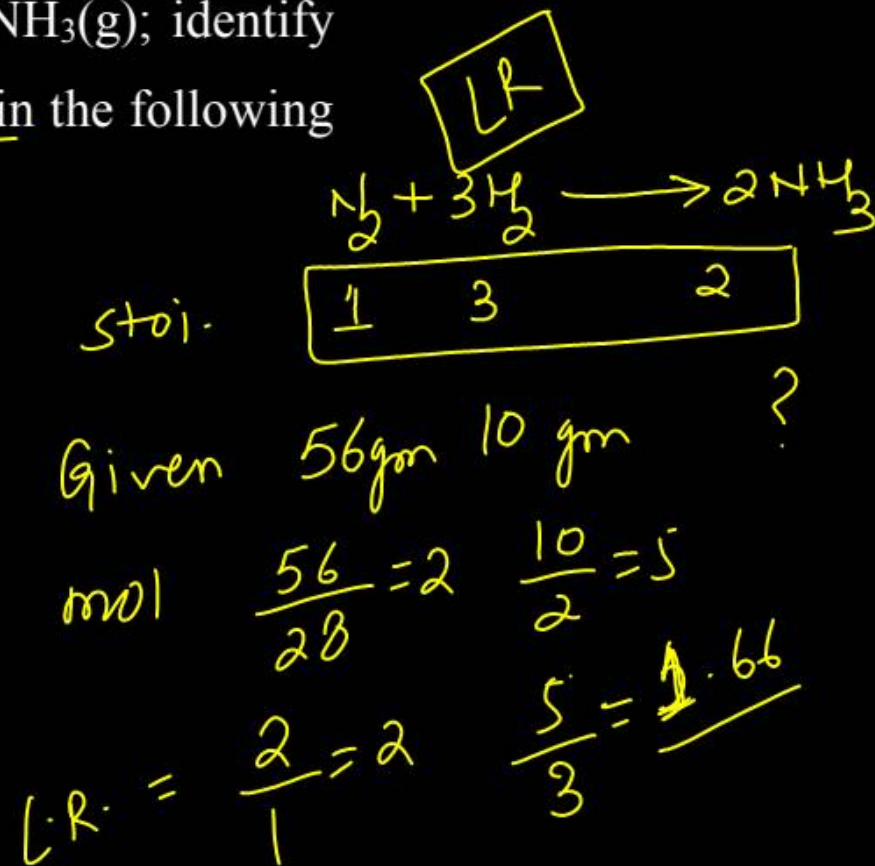 NH₃(g); identify
in the following
LR
N₂ + 3H₂ ⟶ 2NH₃
stoi. 1 3 2
Given 56gm 10 gm ?
mol 56/28 = 2 10/2 = 5
L.R. = 2/1 = 2 5/3 = 1.66